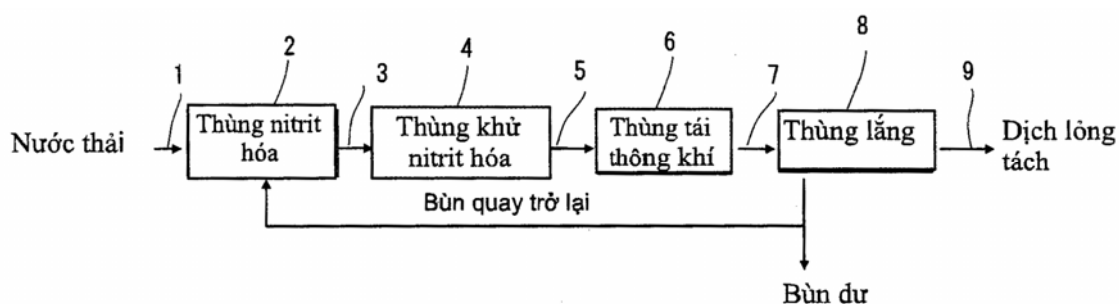 2
4
6
8
1
3
5
7
9
Nước thải
Thùng nitrit
hóa
Thùng khử
nitrit hóa
Thùng tái
thông khí
Thùng lắng
Dịch lỏng
tách
Bùn quay trở lại
Bùn dư